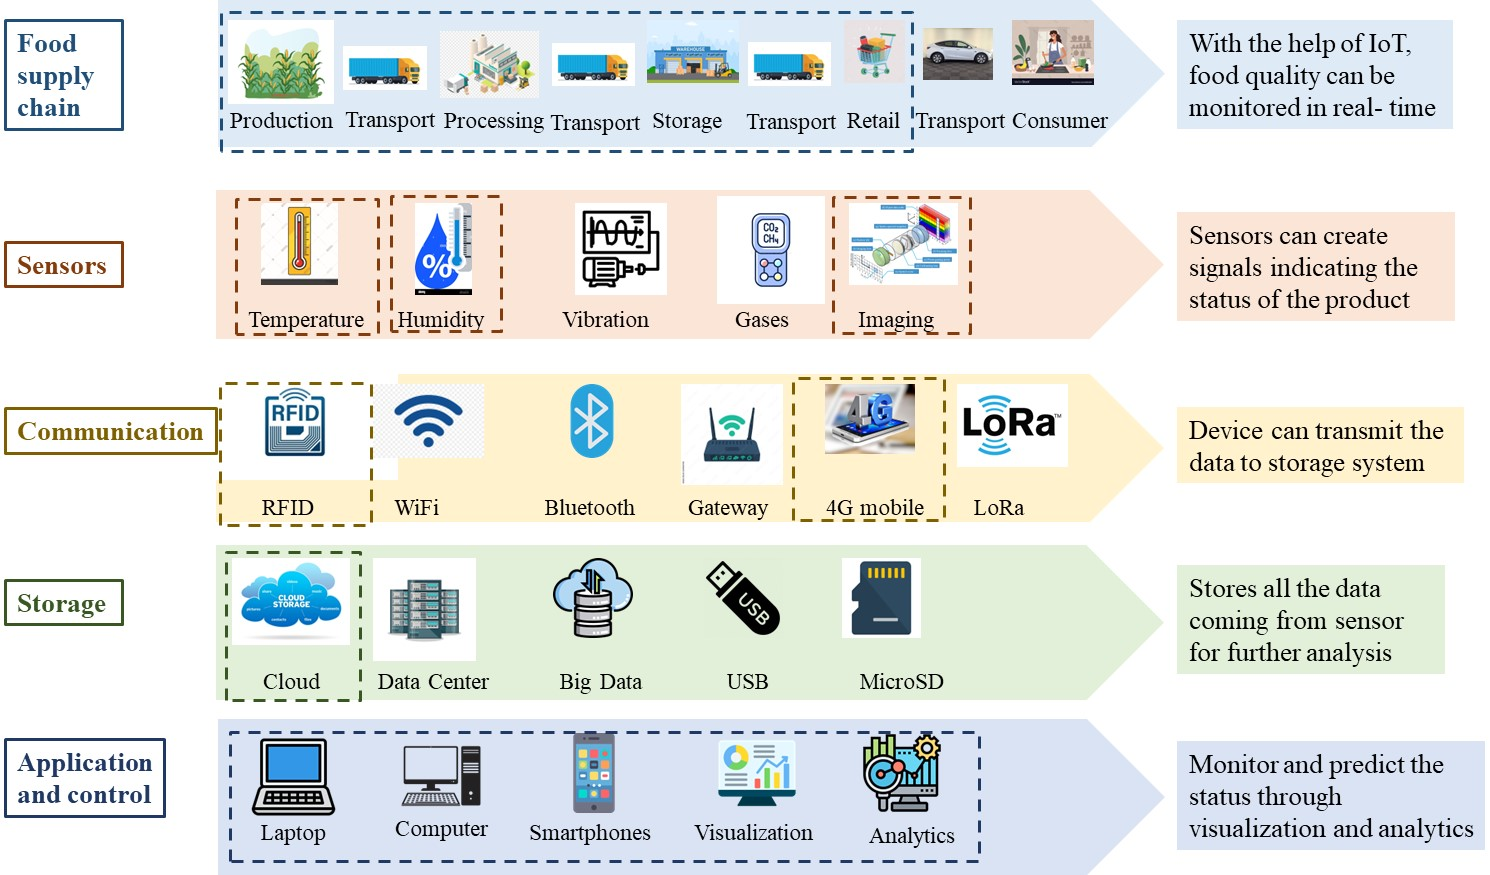 Food
supply
chain
WAREHOUSE
Production
Transport
Processing
Transport
Storage
Transport
Retail
Transport
Consumer
With the help of IoT,
food quality can be
monitored in real- time
Sensors
%
CO₂
CH₄
Temperature
Humidity
Vibration
Gases
Imaging
Sensors can create
signals indicating the
status of the product
Communication
RFID
4G
LoRa™
RFID
WiFi
Bluetooth
Gateway
4G mobile
LoRa
Device can transmit the
data to storage system
Storage
CLOUD
STORAGE
USB
Cloud
Data Center
Big Data
USB
MicroSD
Stores all the data
coming from sensor
for further analysis
Application
and control
Laptop
Computer
Smartphones
Visualization
Analytics
Monitor and predict the
status through
visualization and analytics